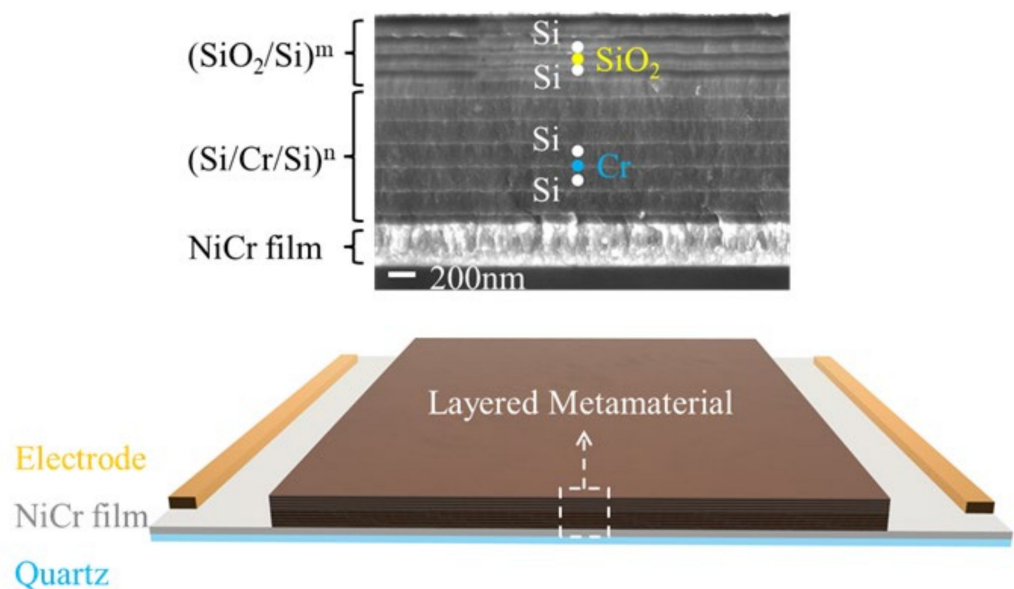 (SiO₂/Si)ᵐ
Si
SiO₂
Si
(Si/Cr/Si)ⁿ
Si
Cr
Si
NiCr film
200nm
Layered Metamaterial
Electrode
NiCr film
Quartz